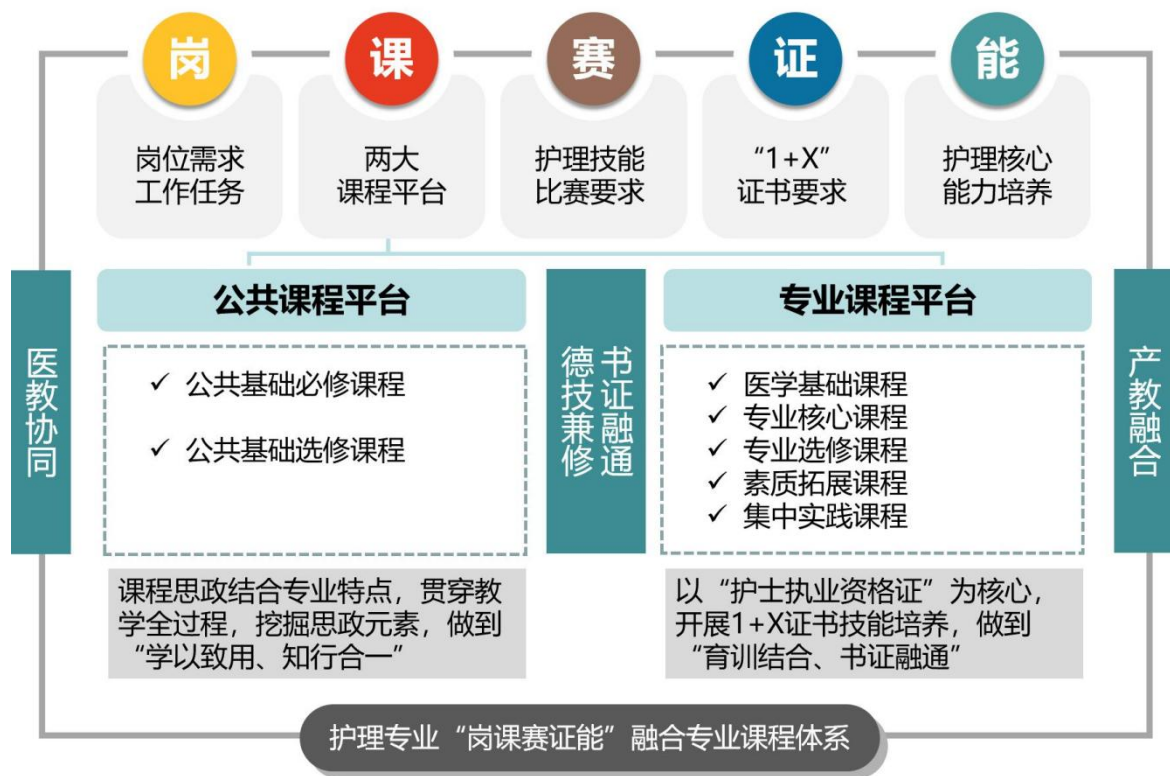 岗
课
赛
证
能
岗位需求
工作任务
两大
课程平台
护理技能
比赛要求
“1+X”
证书要求
护理核心
能力培养
医教协同
公共课程平台
✓ 公共基础必修课程
✓ 公共基础选修课程
课程思政结合专业特点，贯穿教
学全过程，挖掘思政元素，做到
“学以致用、知行合一”
书证融通
德技兼修
专业课程平台
✓ 医学基础课程
✓ 专业核心课程
✓ 专业选修课程
✓ 素质拓展课程
✓ 集中实践课程
以“护士执业资格证”为核心，
开展1+X证书技能培养，做到
“育训结合、书证融通”
产教融合
护理专业“岗课赛证能”融合专业课程体系